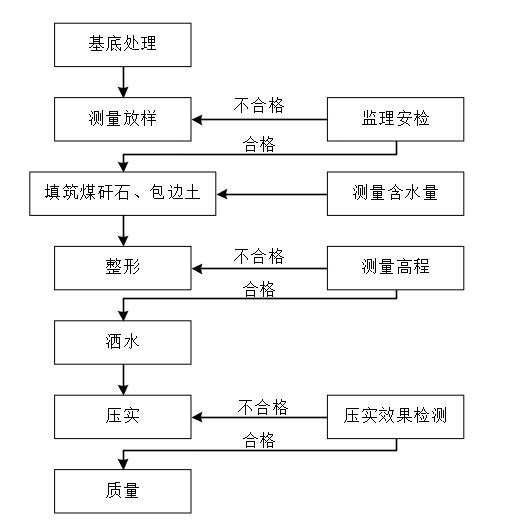 基底处理
不合格
测量放样
监理安检
合格
填筑煤矸石、包边土
测量含水量
不合格
整形
测量高程
合格
洒水
不合格
压实
压实效果检测
合格
质量